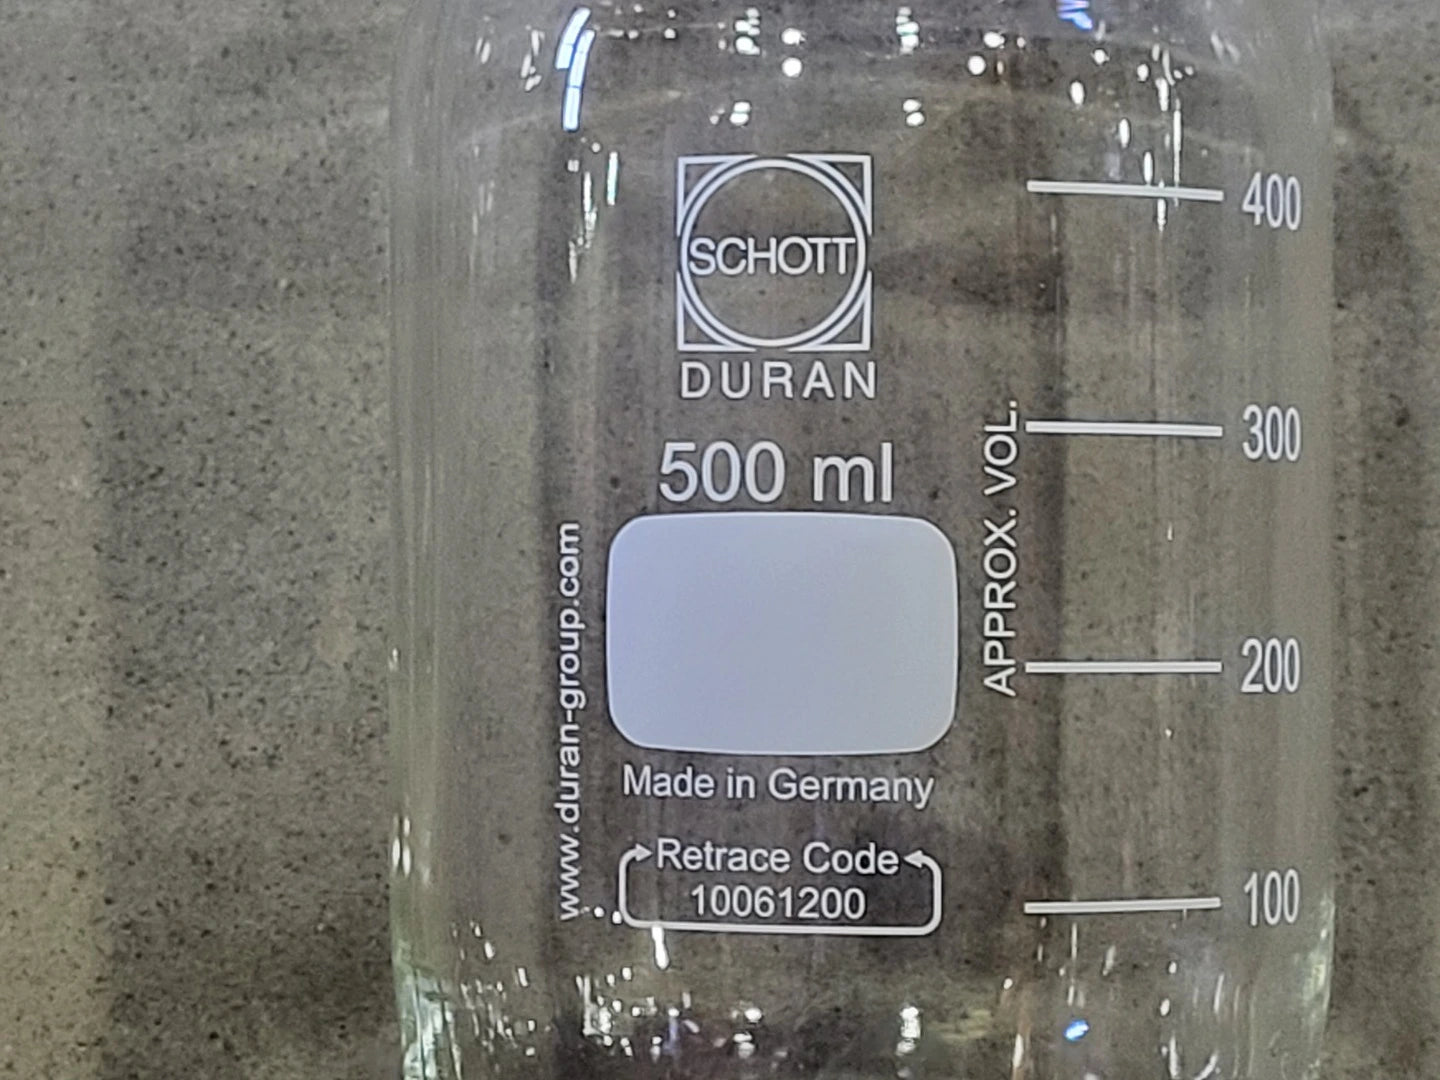 SCHOTT
DURAN
500 ml
www.duran-group.com
Made in Germany
Retrace Code
10061200
APPROX. VOL.
400
300
200
100